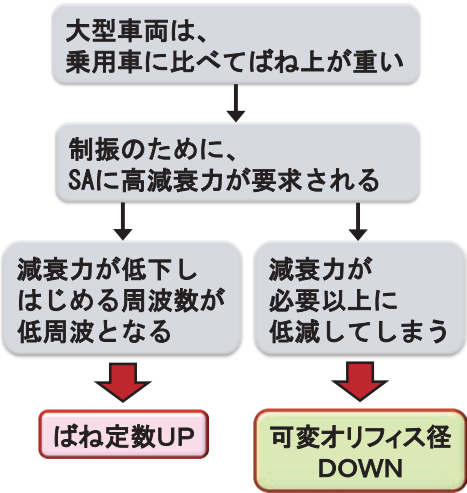 大型車両は、
乗用車に比べてばね上が重い
制振のために、
SAに高減衰力が要求される
減衰力が低下し
はじめる周波数が
低周波となる
減衰力が
必要以上に
低減してしまう
ばね定数UP
可変オリフィス径
DOWN